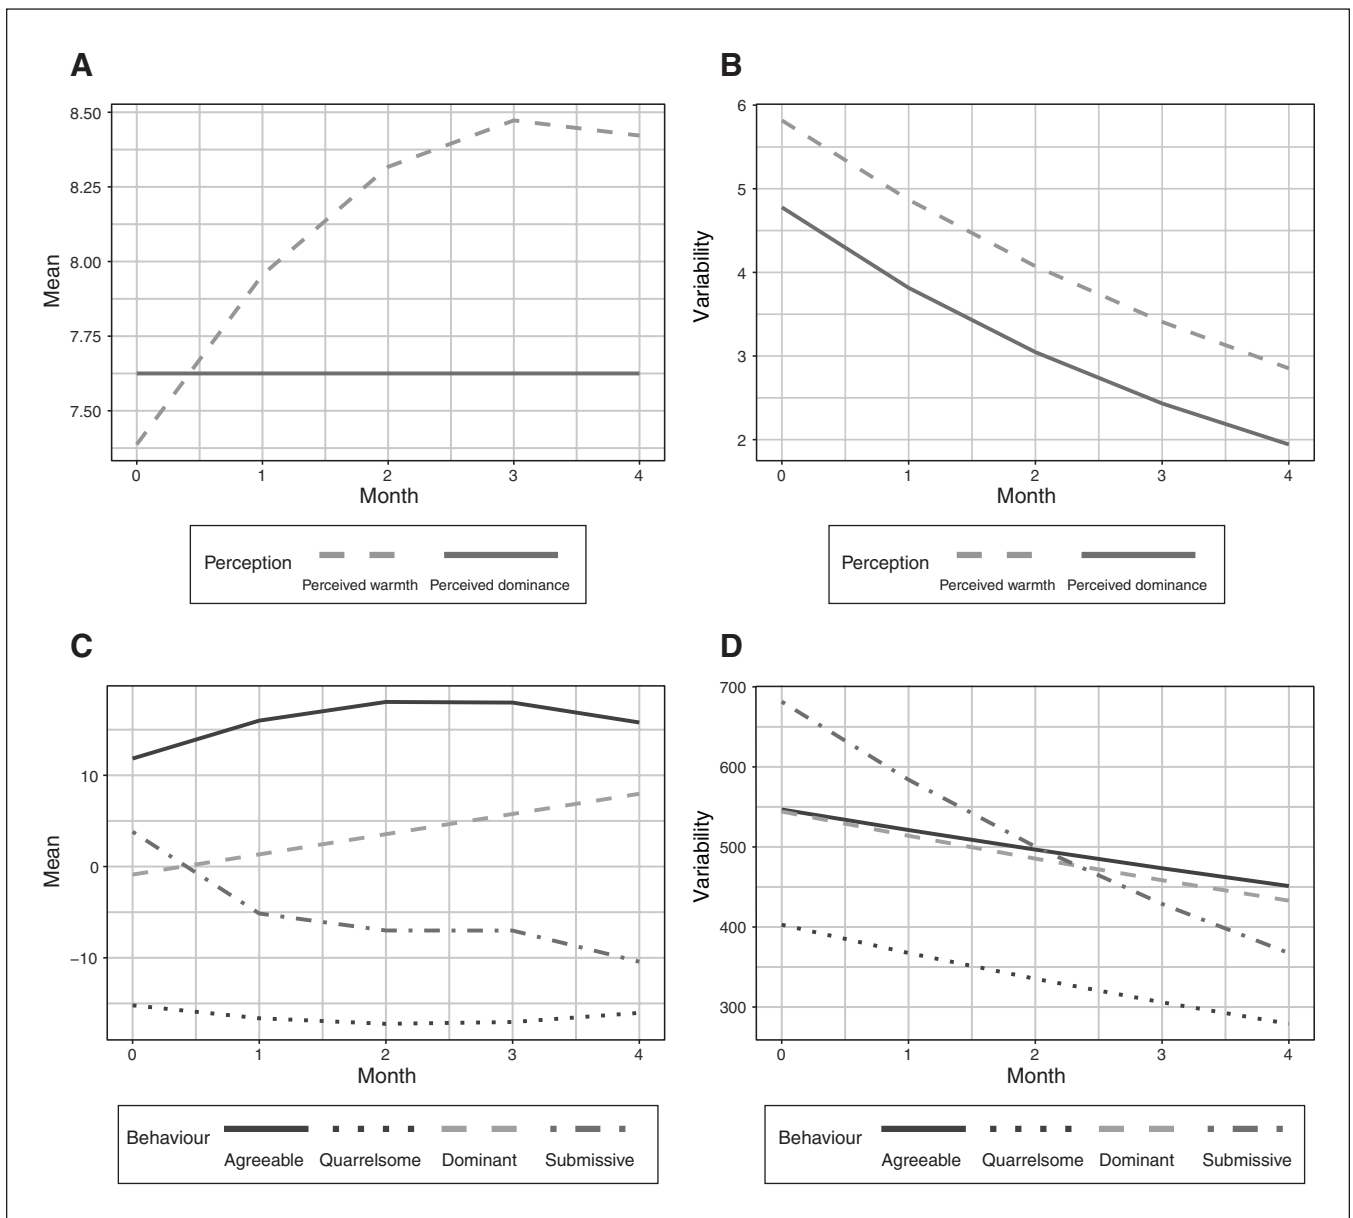 A
8.50
8.25
8.00
7.75
7.50
Mean
0 1 2 3 4
Month
Perception
Perceived warmth Perceived dominance
B
6
5
4
3
2
Variability
0 1 2 3 4
Month
Perception
Perceived warmth Perceived dominance
C
10
0
−10
Mean
0 1 2 3 4
Month
Behaviour
Agreeable Quarrelsome Dominant Submissive
D
700
600
500
400
300
Variability
0 1 2 3 4
Month
Behaviour
Agreeable Quarrelsome Dominant Submissive